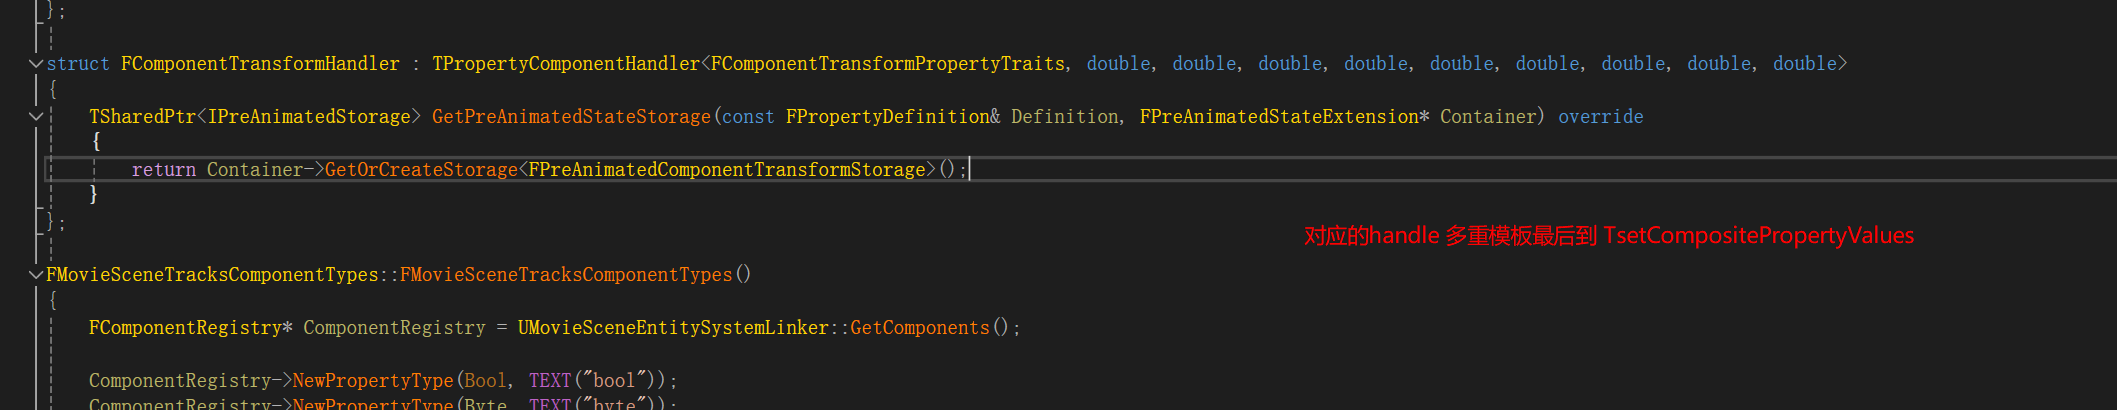 };
struct FComponentTransformHandler : TPropertyComponentHandler<FComponentTransformPropertyTraits, double, double, double, double, double, double, double, double, double>
{
TSharedPtr<IPreAnimatedStorage> GetPreAnimatedStateStorage(const FPropertyDefinition& Definition, FPreAnimatedStateExtension* Container) override
{
return Container->GetOrCreateStorage<FPreAnimatedComponentTransformStorage>();
}
};
对应的handle 多重模板最后到 TsetCompositePropertyValues
FMovieSceneTracksComponentTypes::FMovieSceneTracksComponentTypes()
{
FComponentRegistry* ComponentRegistry = UMovieSceneEntitySystemLinker::GetComponents();
ComponentRegistry->NewPropertyType(Bool, TEXT("bool"));
ComponentRegistry->NewPropertyType(Byte, TEXT("byte"));